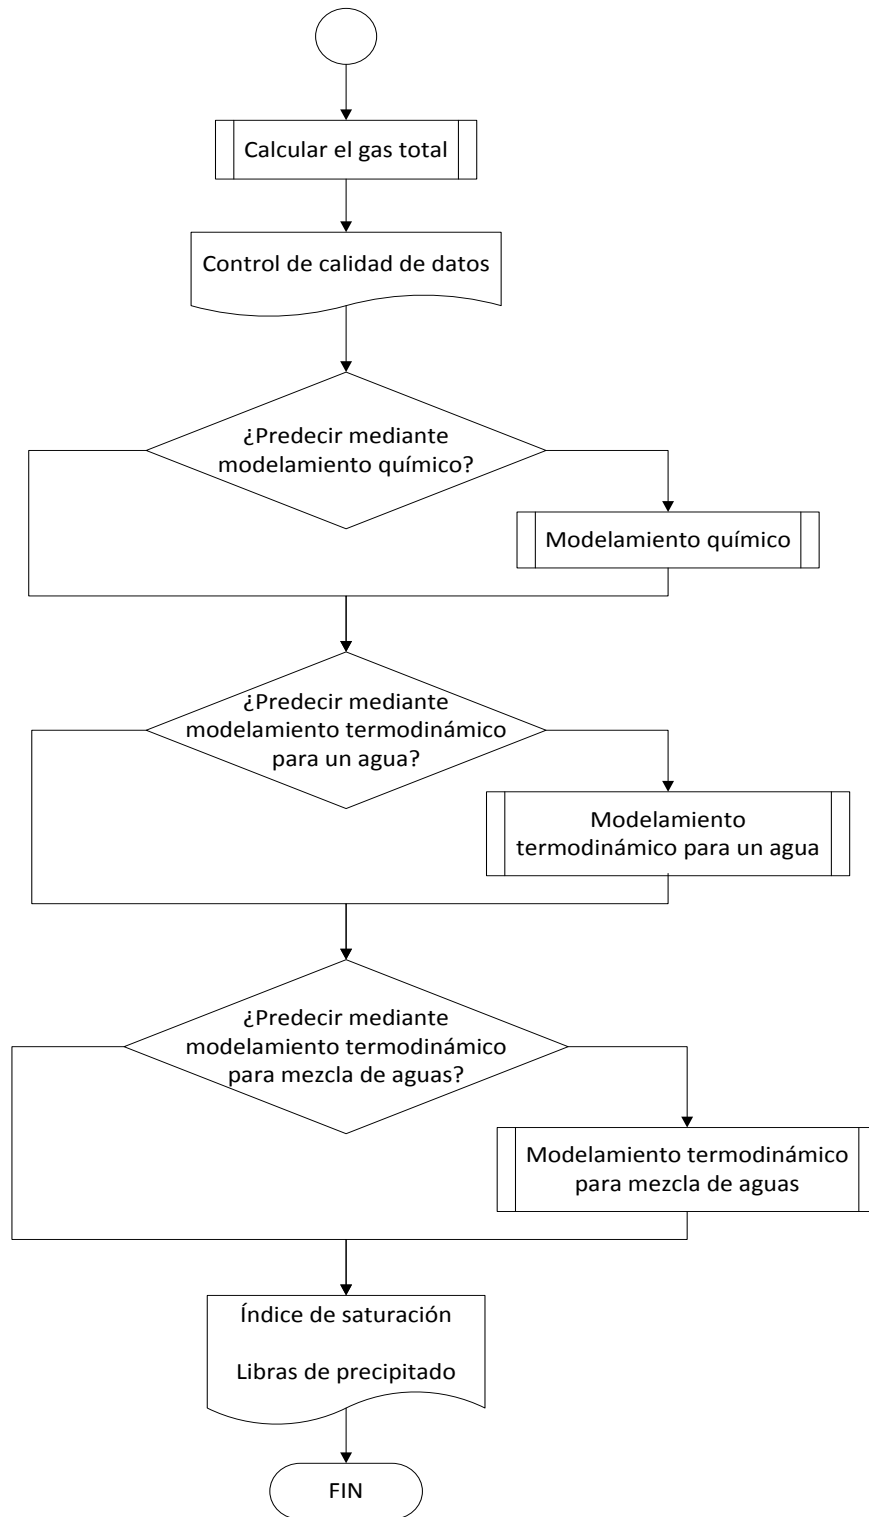 Calcular el gas total
Control de calidad de datos
¿Predecir mediante
modelamiento químico?
Modelamiento químico
¿Predecir mediante
modelamiento termodinámico
para un agua?
Modelamiento
termodinámico para un agua
¿Predecir mediante
modelamiento termodinámico
para mezcla de aguas?
Modelamiento termodinámico
para mezcla de aguas
Índice de saturación
Libras de precipitado
FIN